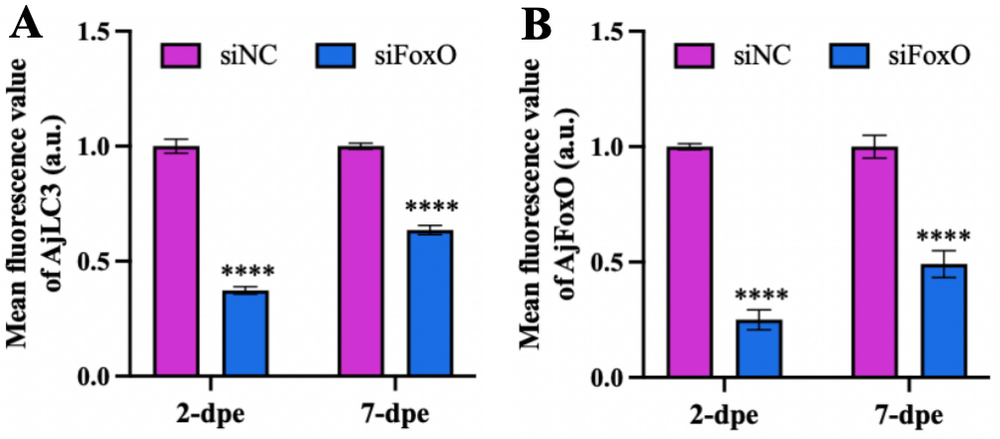 A
Mean fluorescence value
of AjLC3 (a.u.)
1.5
1.0
0.5
0.0
siNC siFoxO
****
****
2-dpe 7-dpe
B
Mean fluorescence value
of AjFoxO (a.u.)
1.5
1.0
0.5
0.0
siNC siFoxO
****
****
2-dpe 7-dpe